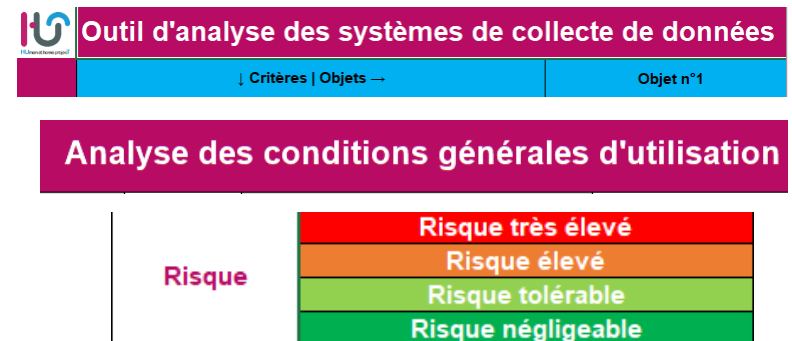 Outil d'analyse des systèmes de collecte de données
↓ Critères | Objets → Objet n°1
Analyse des conditions générales d'utilisation
Risque
Risque très élevé
Risque élevé
Risque tolérable
Risque négligeable